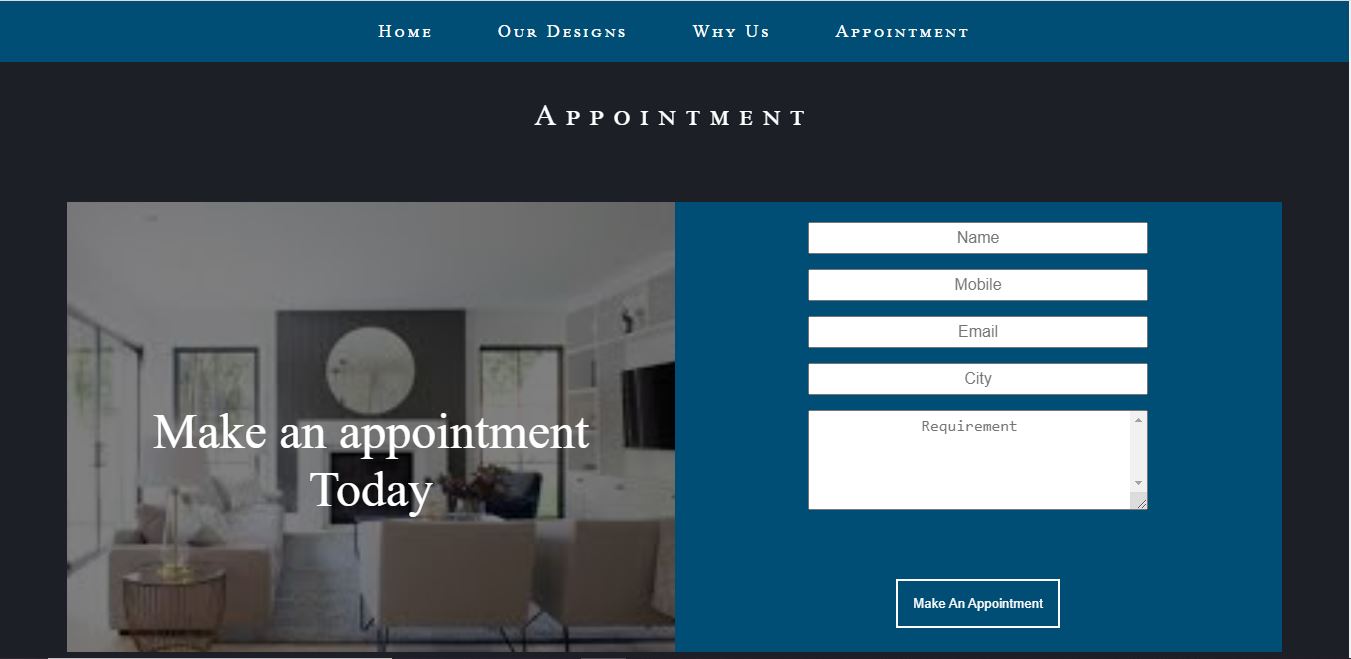 Home Our Designs Why Us Appointment
Appointment
Make an appointment
Today
Name
Mobile
Email
City
Requirement
Make An Appointment